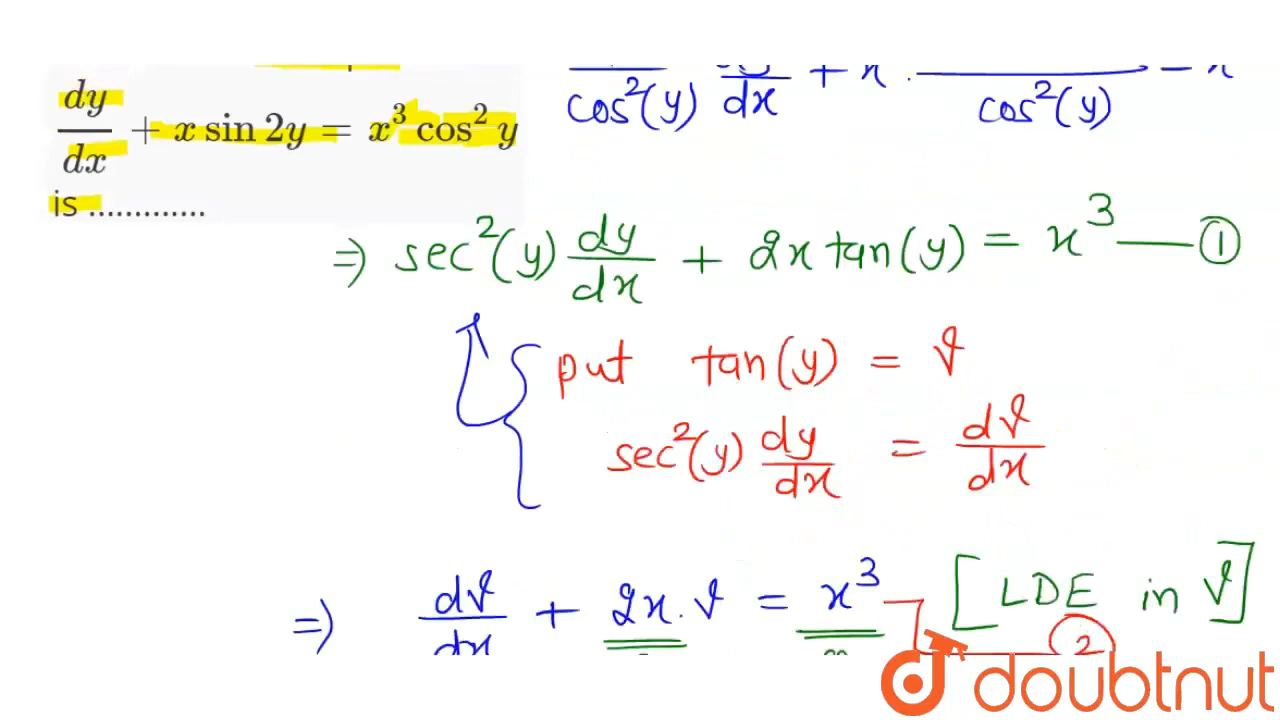 dy/dx + x sin 2y = x³ cos² y
is .............
cos²(y) dx + x . cos²(y)
⇒ sec²(y) dy/dx + 2x tan(y) = x³ — ①
put tan(y) = v
sec²(y) dy/dx = dv/dx
⇒ dv/dx + 2x . v = x³ [LDE in v]
2
doubtnut